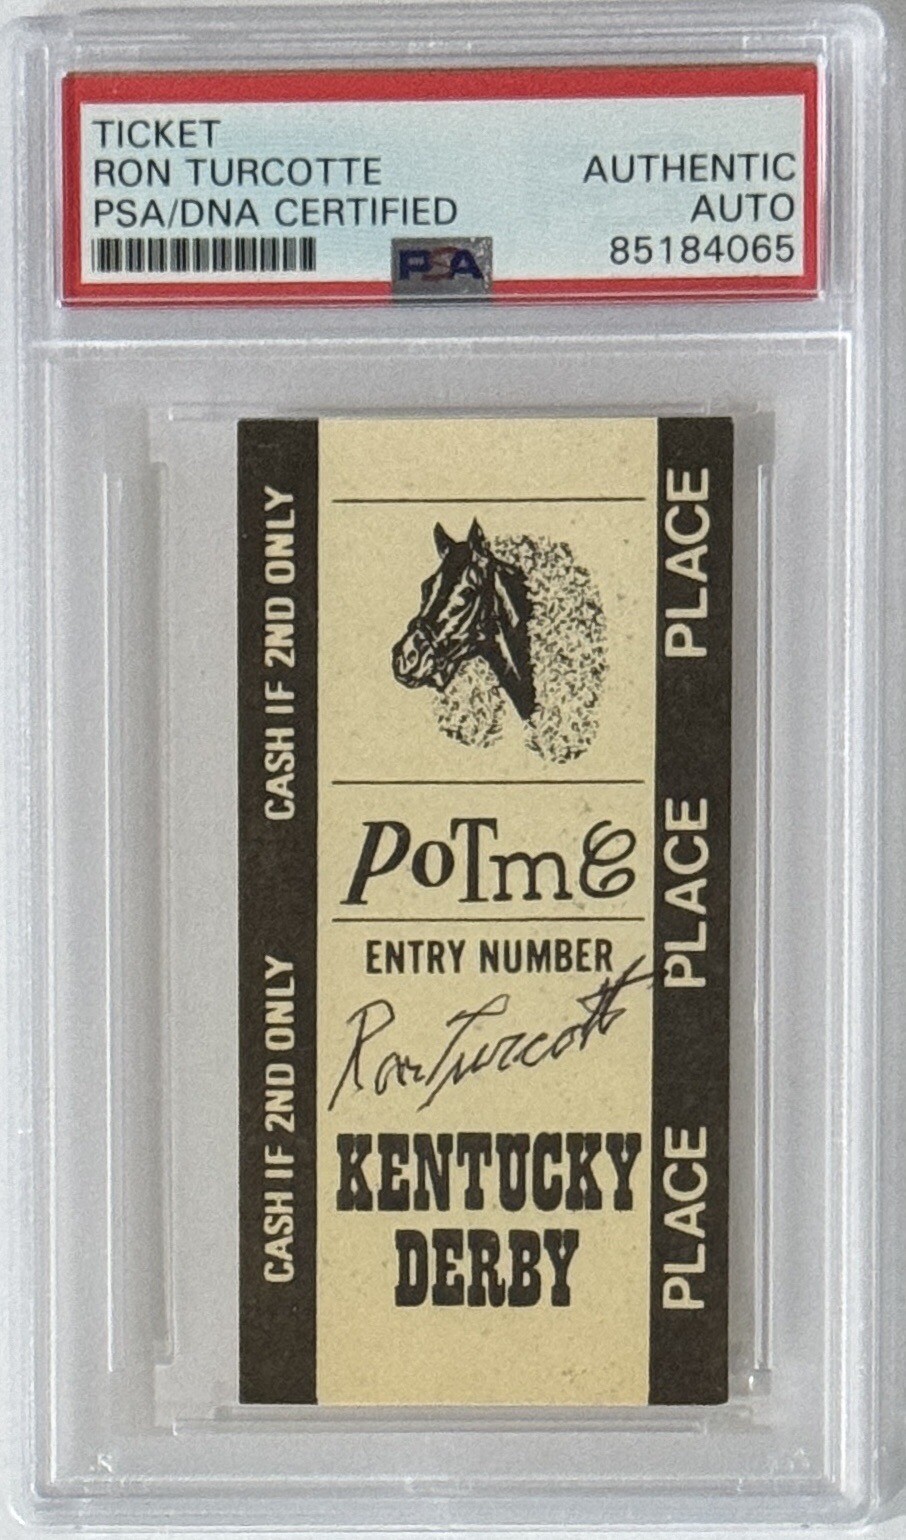 TICKET
RON TURCOTTE
PSA/DNA CERTIFIED
AUTHENTIC
AUTO
85184065
PSA
CASH IF 2ND ONLY
CASH IF 2ND ONLY
PLACE
PLACE
PLACE
PoTme
ENTRY NUMBER
Ron Turcotte
KENTUCKY
DERBY